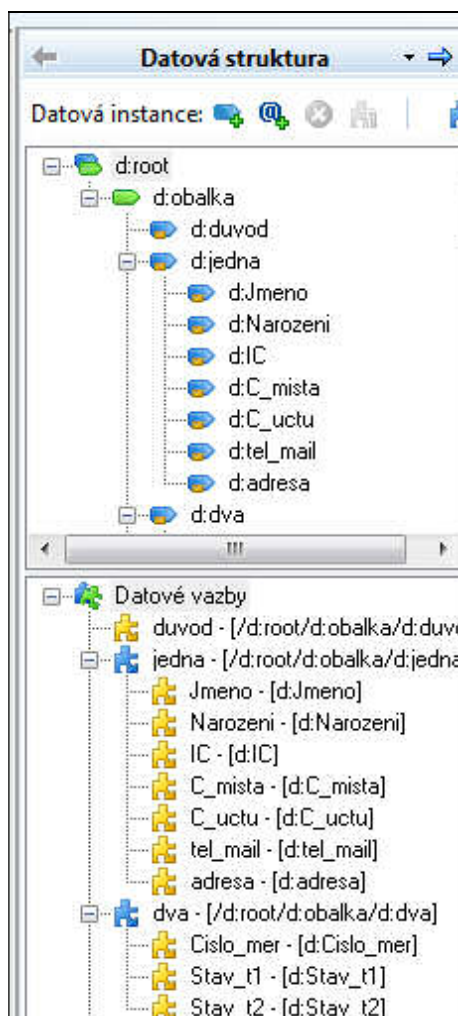 Datová struktura
Datová instance:
d:root
d:obalka
d:duvod
d:jedna
d:Jmeno
d:Narozeni
d:IC
d:C_mista
d:C_uctu
d:tel_mail
d:adresa
d:dva
Datové vazby
duvod - [/d:root/d:obalka/d:duvo
jedna - [/d:root/d:obalka/d:jedna
Jmeno - [d:Jmeno]
Narozeni - [d:Narozeni]
IC - [d:IC]
C_mista - [d:C_mista]
C_uctu - [d:C_uctu]
tel_mail - [d:tel_mail]
adresa - [d:adresa]
dva - [/d:root/d:obalka/d:dva]
Cislo_mer - [d:Cislo_mer]
Stav_t1 - [d:Stav_t1]
Stav_t2 - [d:Stav_t2]